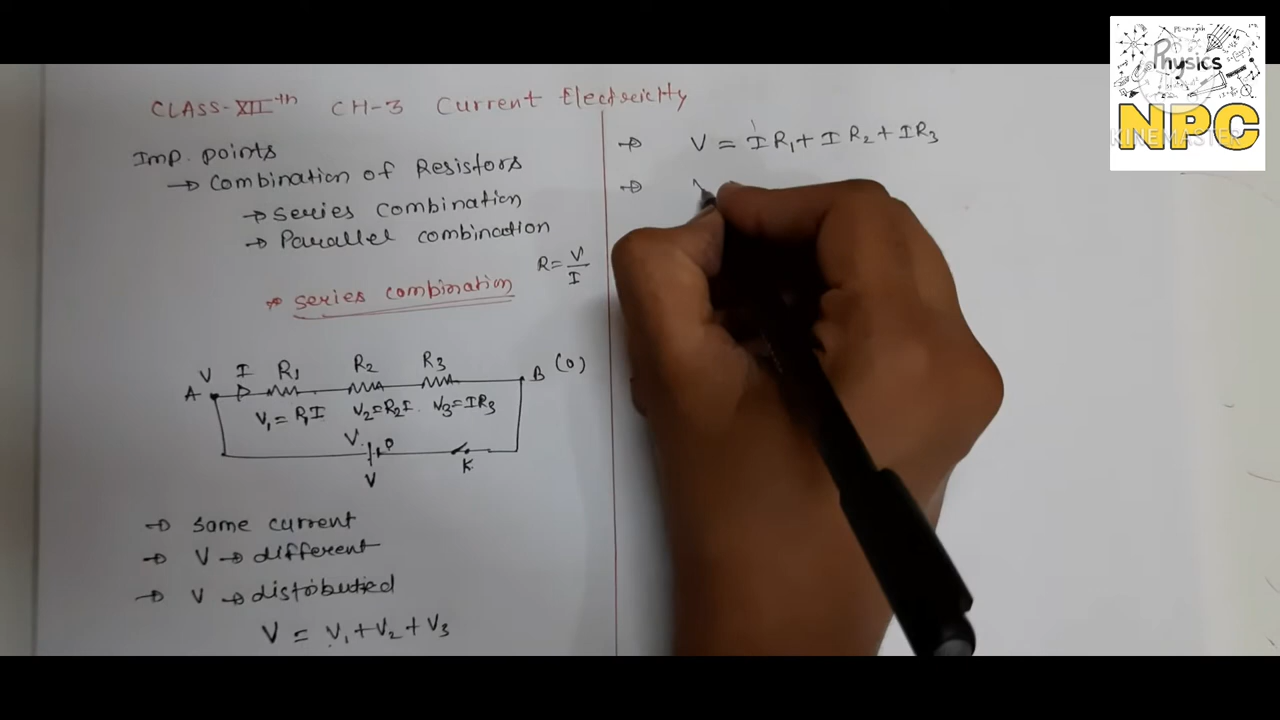 CLASS-XIIth CH-3 Current Electricity
Imp. points
→ Combination of Resistors
→ Series combination
→ Parallel combination
R = V/I
* series combination
V I R1 R2 R3
A B (0)
V1 = R1I V2 = R2I. V3 = IR3
V. 0
V K
→ same current
→ V → different
→ V → distributed
V = V1 + V2 + V3
→ V = IR1 + IR2 + IR3
→
Physics
NPC
KINEMASTER